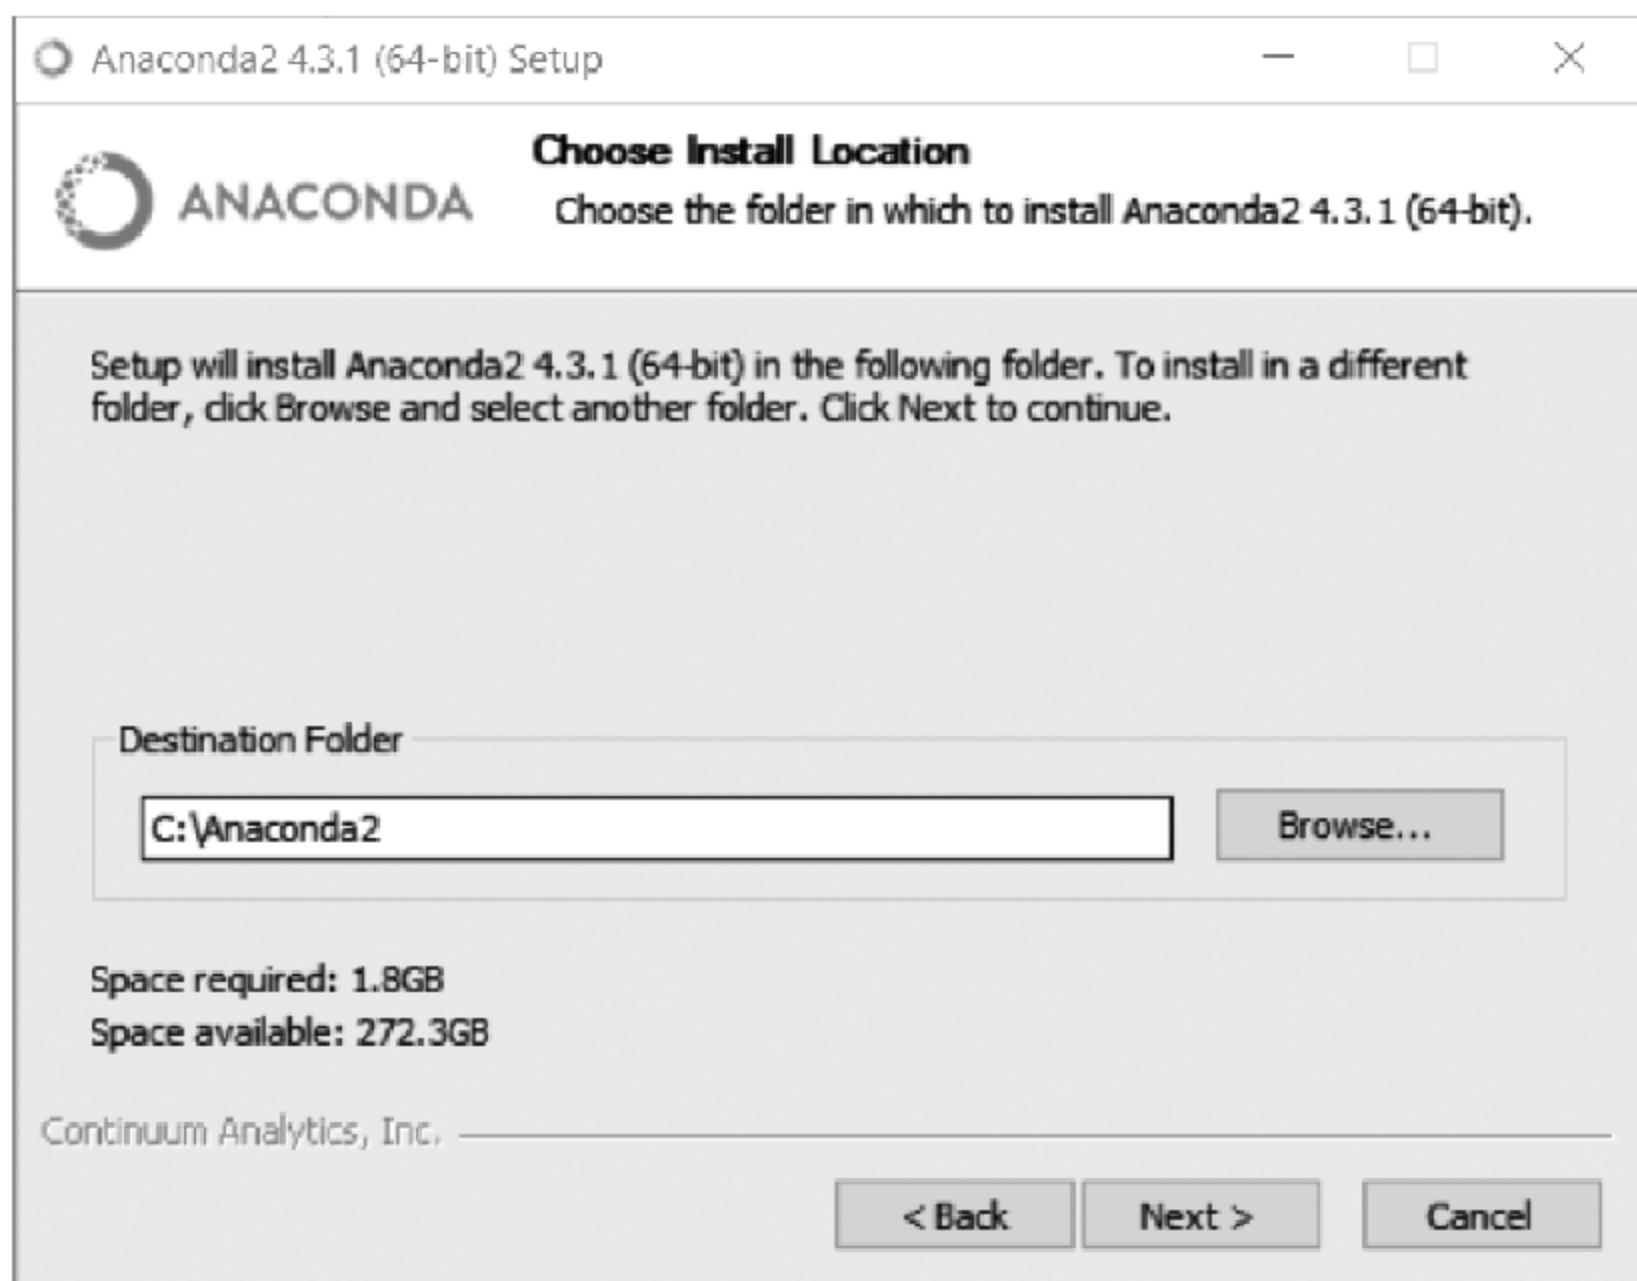 Anaconda2 4.3.1 (64-bit) Setup
ANACONDA
Choose Install Location
Choose the folder in which to install Anaconda2 4.3.1 (64-bit).
Setup will install Anaconda2 4.3.1 (64-bit) in the following folder. To install in a different
folder, click Browse and select another folder. Click Next to continue.
Destination Folder
C:\Anaconda2
Browse...
Space required: 1.8GB
Space available: 272.3GB
Continuum Analytics, Inc.
< Back
Next >
Cancel